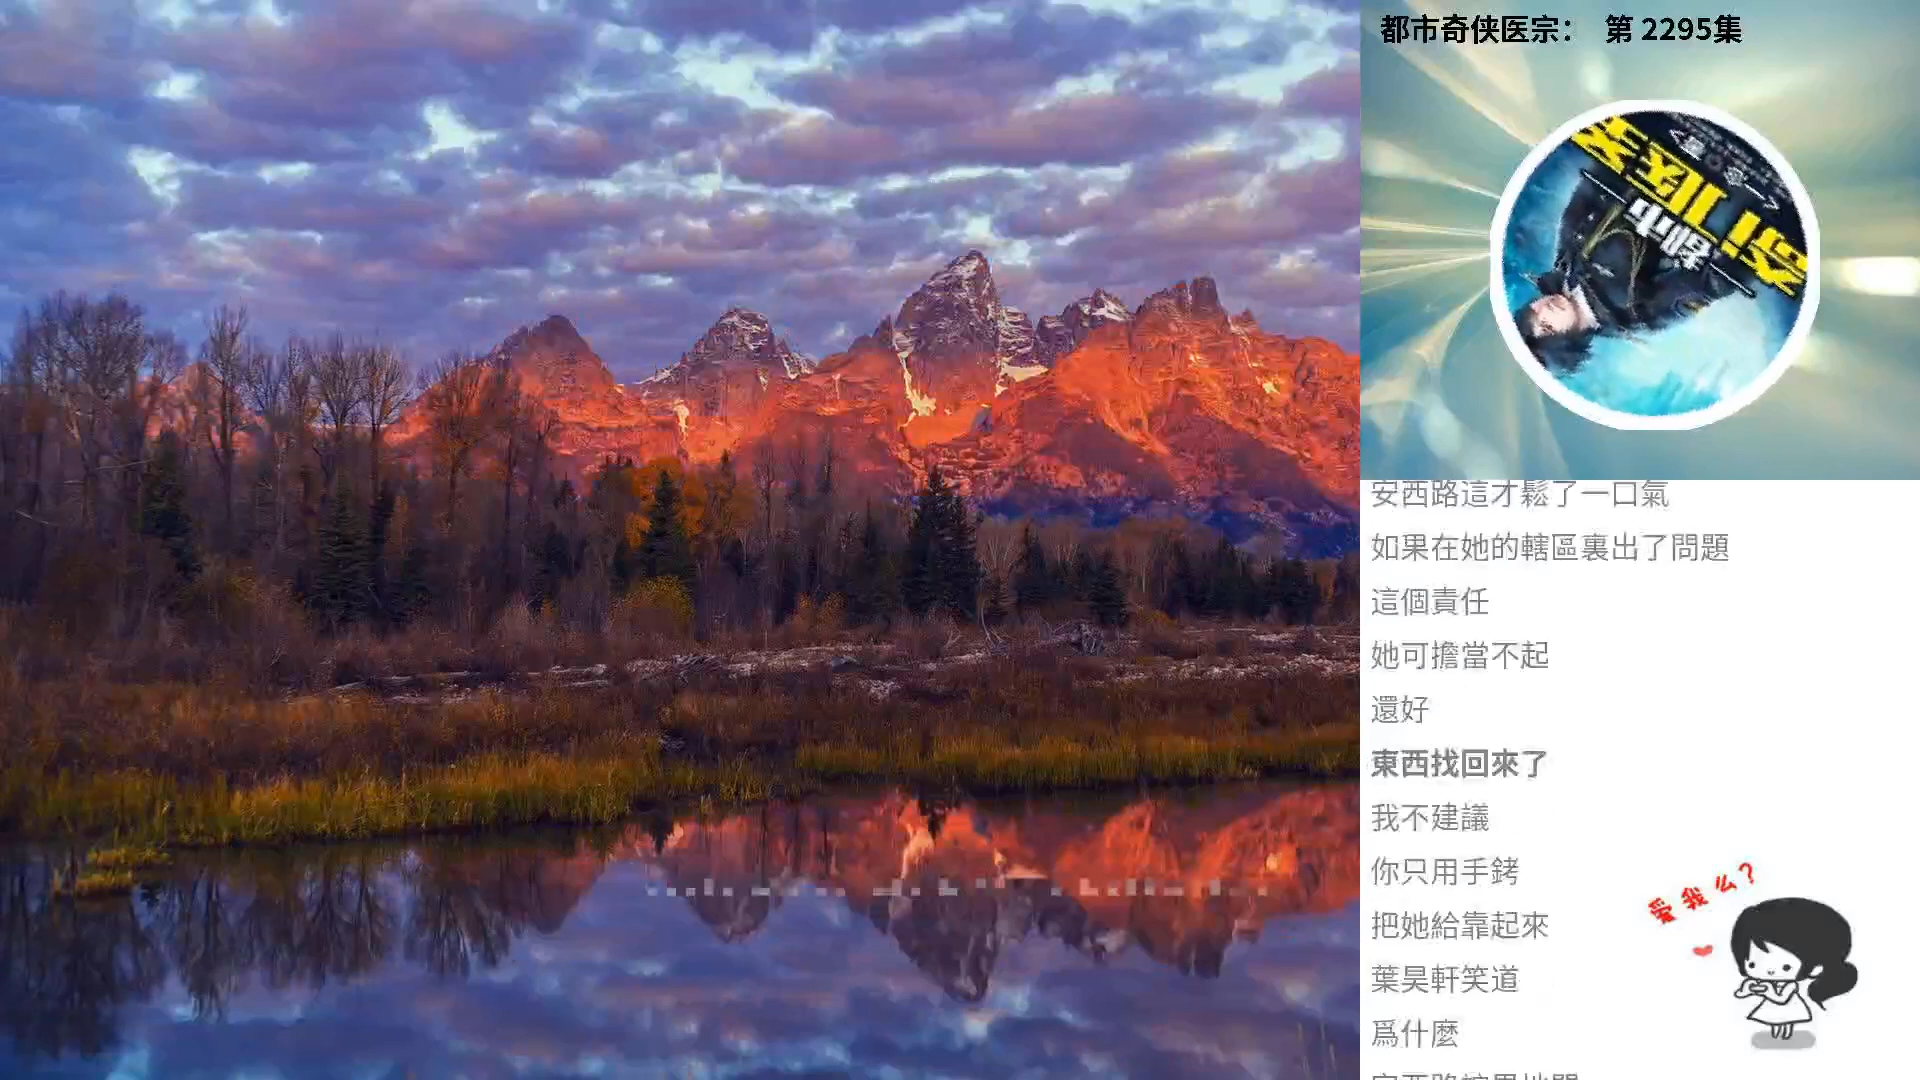 都市奇侠医宗： 第 2295集
都市
安西路這才鬆了一口氣
如果在她的轄區裏出了問題
這個責任
她可擔當不起
還好
東西找回來了
我不建議
你只用手銬
把她給靠起來
葉昊軒笑道
爲什麼
爱我么?